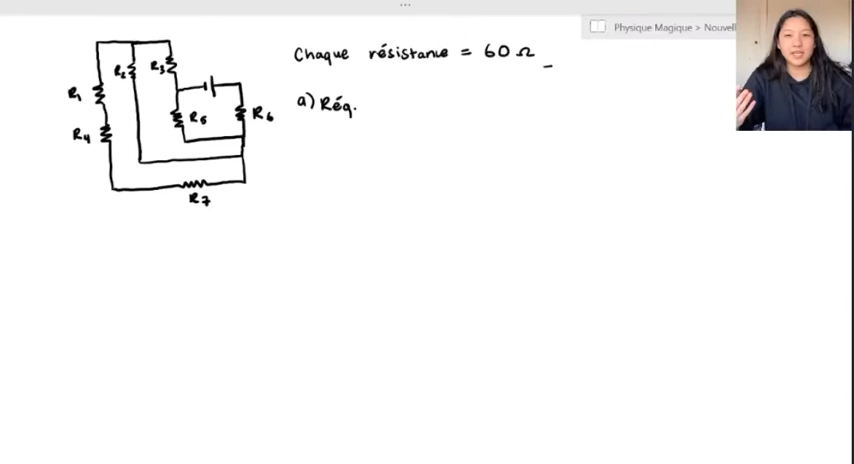 Physique Magique > Nouvell
Chaque résistance = 60 Ω
a) Réq.
R1
R2
R3
R4
R5
R6
R7